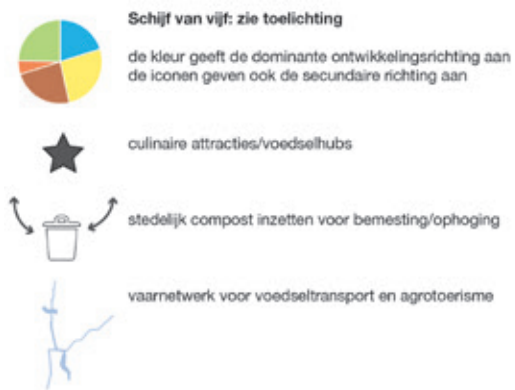 Schijf van vijf: zie toelichting
de kleur geeft de dominante ontwikkelingsrichting aan
de iconen geven ook de secundaire richting aan
culinaire attracties/voedselhubs
stedelijk compost inzetten voor bemesting/ophoging
vaarnetwerk voor voedseltransport en agrotoerisme